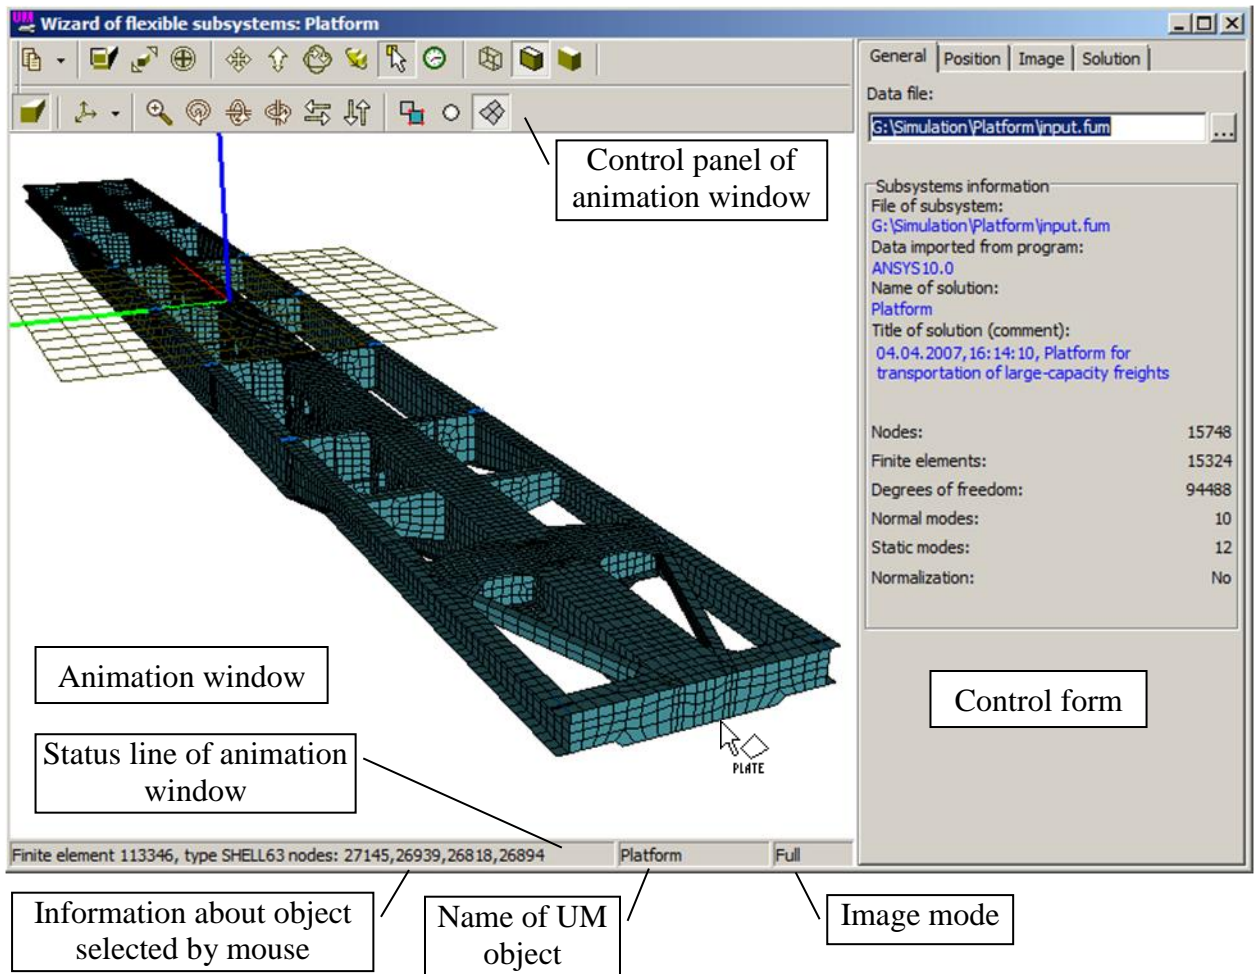 UM
Wizard of flexible subsystems: Platform
General Position Image Solution
Data file:
G:\Simulation\Platform\input.fum
...
Control panel of
animation window
Subsystems information
File of subsystem:
G:\Simulation\Platform\input.fum
Data imported from program:
ANSYS10.0
Name of solution:
Platform
Title of solution (comment):
04.04.2007,16:14:10, Platform for
transportation of large-capacity freights
Nodes: 15748
Finite elements: 15324
Degrees of freedom: 94488
Normal modes: 10
Static modes: 12
Normalization: No
Animation window
Control form
Status line of animation
window
PLATE
Finite element 113346, type SHELL63 nodes: 27145,26939,26818,26894 Platform Full
Information about object
selected by mouse
Name of UM
object
Image mode